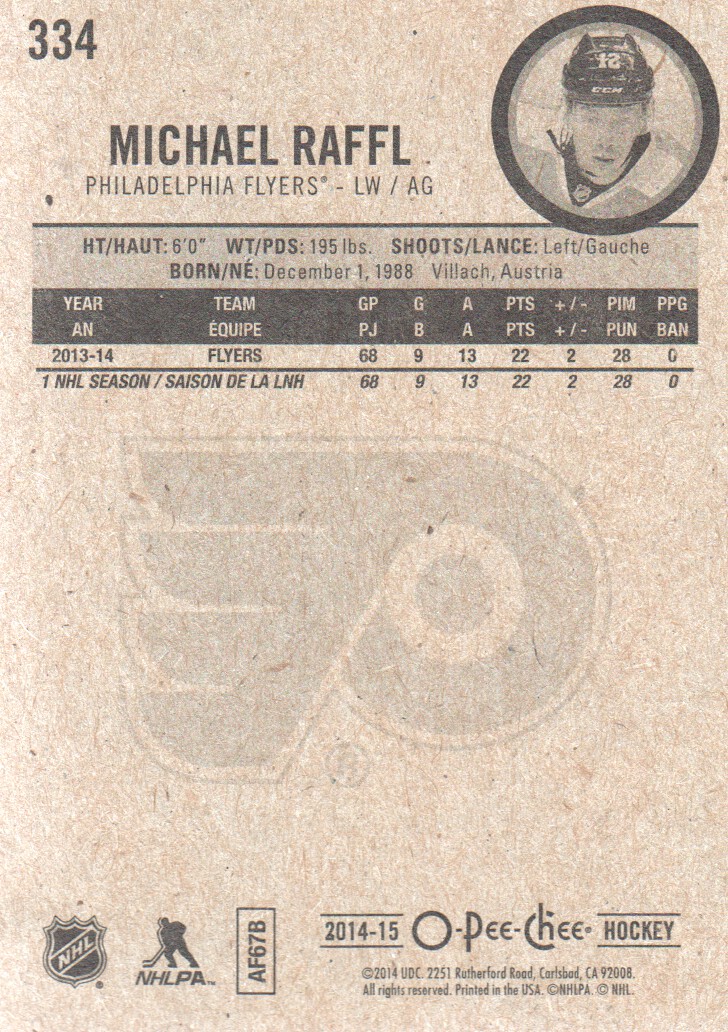 334
12
CCM
MICHAEL RAFFL
PHILADELPHIA FLYERS® - LW / AG
HT/HAUT: 6'0" WT/PDS: 195 lbs. SHOOTS/LANCE: Left/Gauche
BORN/NÉ: December 1, 1988 Villach, Austria
YEAR TEAM GP G A PTS +/- PIM PPG
AN ÉQUIPE PJ B A PTS +/- PUN BAN
2013-14 FLYERS 68 9 13 22 2 28 0
1 NHL SEASON / SAISON DE LA LNH 68 9 13 22 2 28 0
®
NHL ®
NHLPA™
AF67B
2014-15 O-Pee-Chee® HOCKEY
©2014 UDC. 2251 Rutherford Road, Carlsbad, CA 92008.
All rights reserved. Printed in the USA. ©NHLPA. © NHL.